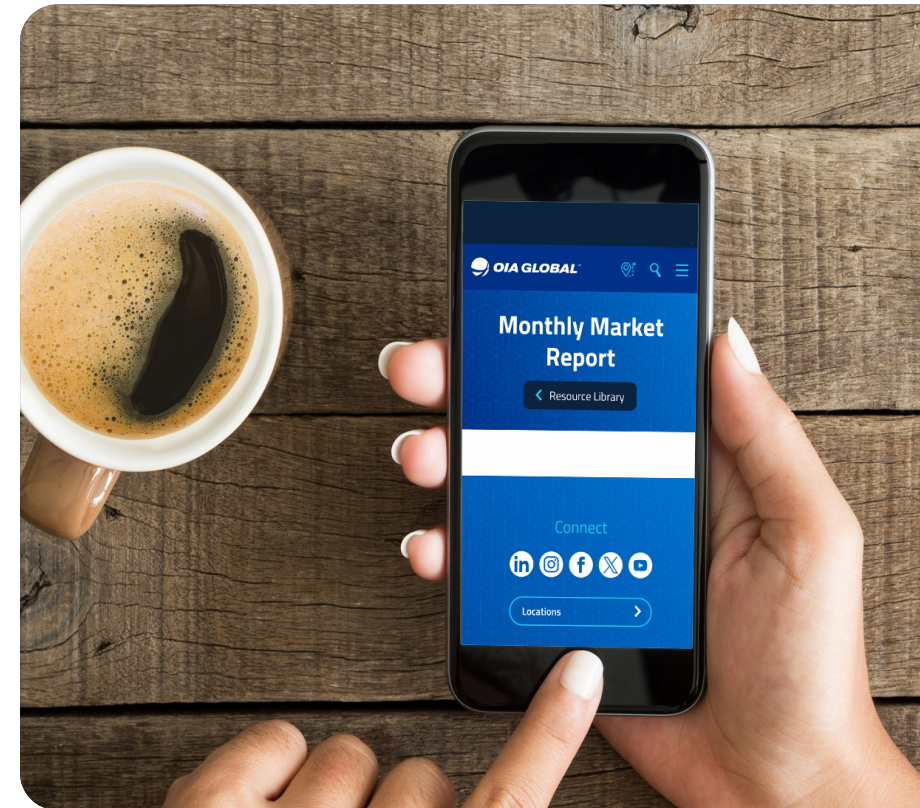 OIA GLOBAL
Monthly Market
Report
Resource Library
Connect
Locations